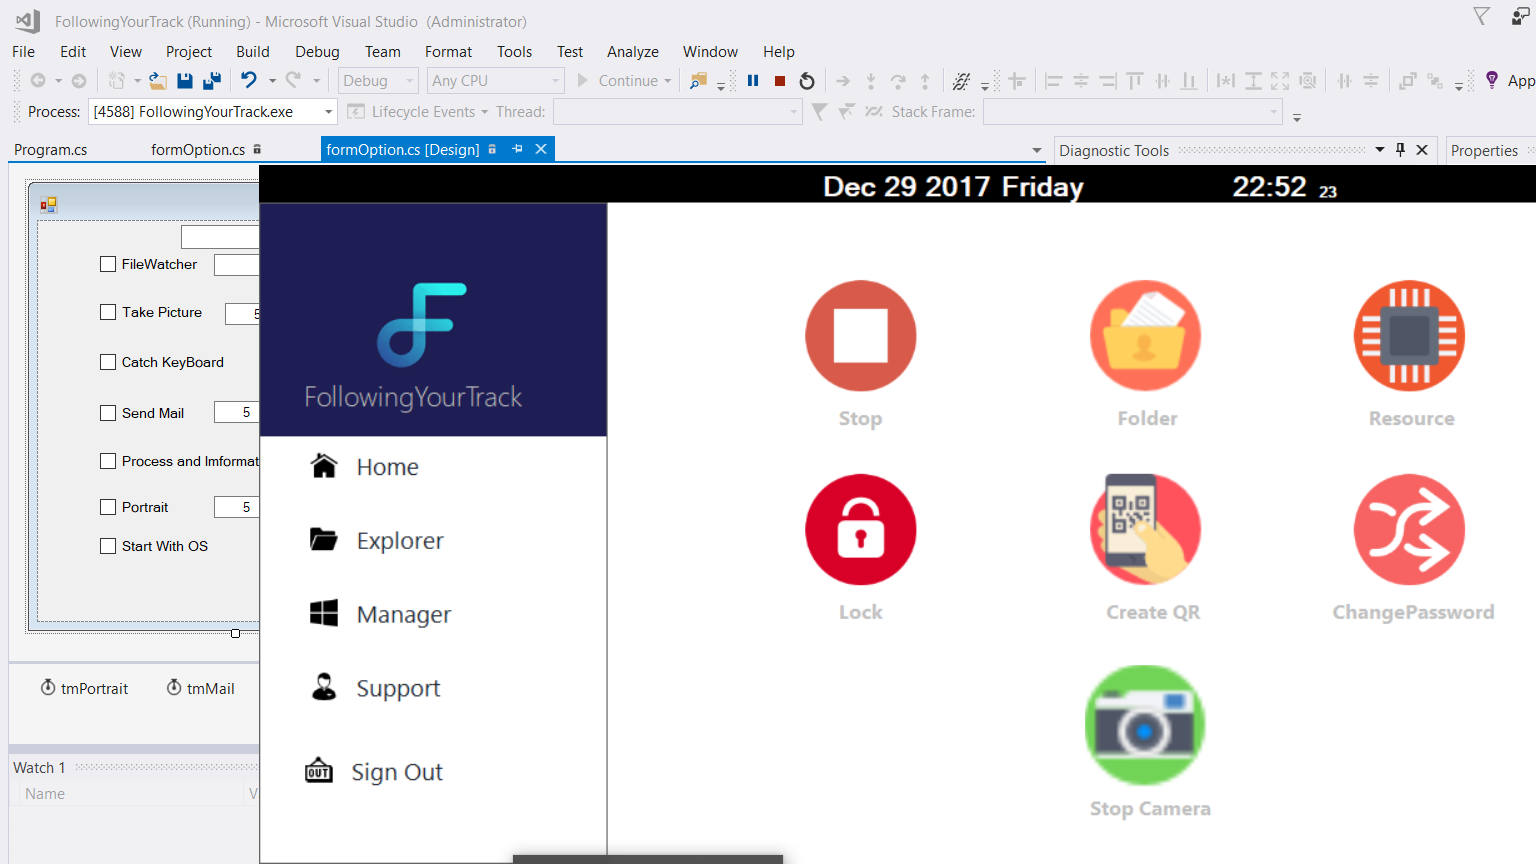 FollowingYourTrack (Running) - Microsoft Visual Studio (Administrator)
File Edit View Project Build Debug Team Format Tools Test Analyze Window Help
Debug Any CPU Continue App
Process: [4588] FollowingYourTrack.exe Lifecycle Events Thread: Stack Frame:
Program.cs formOption.cs formOption.cs [Design] Diagnostic Tools Properties
Dec 29 2017 Friday 22:52 23
FileWatcher
Take Picture 5
Catch KeyBoard
Send Mail 5
Process and Imformat
Portrait 5
Start With OS
tmPortrait tmMail
Watch 1
Name V
FollowingYourTrack
Home
Explorer
Manager
Support
OUT Sign Out
Stop Folder Resource
Lock Create QR ChangePassword
Stop Camera